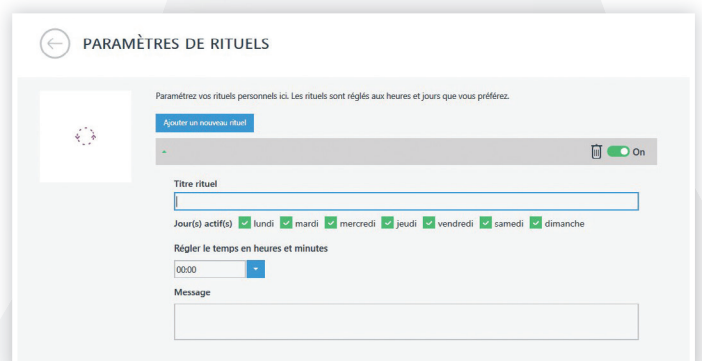 PARAMÈTRES DE RITUELS
Paramétrez vos rituels personnels ici. Les rituels sont réglés aux heures et jours que vous préférez.
Ajouter un nouveau rituel
On
Titre rituel
Jour(s) actif(s) lundi mardi mercredi jeudi vendredi samedi dimanche
Régler le temps en heures et minutes
00:00
Message